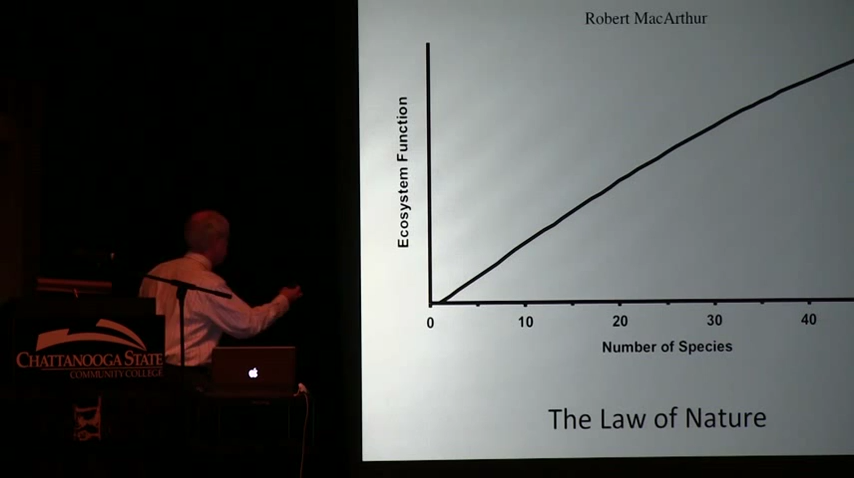 Robert MacArthur
Ecosystem Function
0 10 20 30 40
Number of Species
The Law of Nature
CHATTANOOGA STATE
COMMUNITY COLLEGE